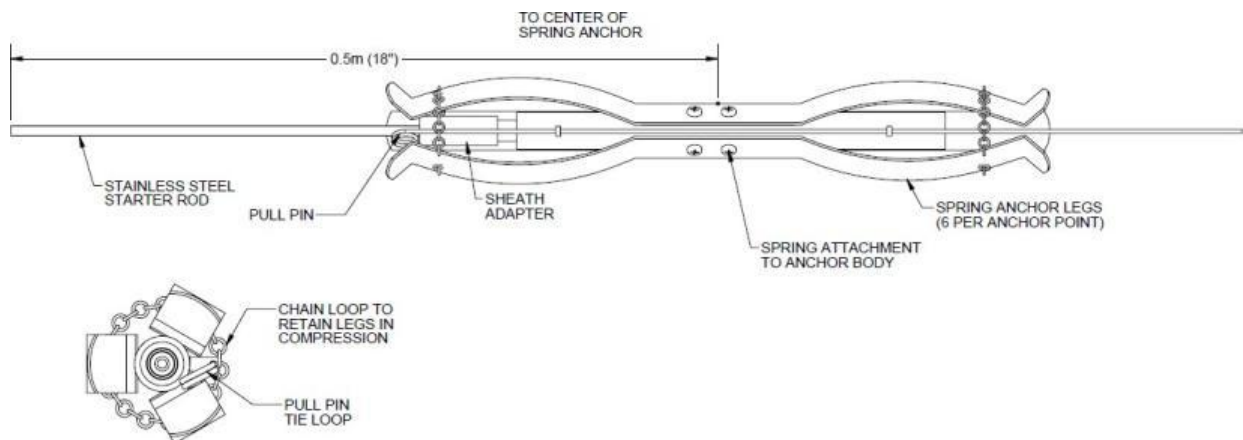 TO CENTER OF
SPRING ANCHOR
0.5m (18")
STAINLESS STEEL
STARTER ROD
PULL PIN
SHEATH
ADAPTER
SPRING ANCHOR LEGS
(6 PER ANCHOR POINT)
SPRING ATTACHMENT
TO ANCHOR BODY
CHAIN LOOP TO
RETAIN LEGS IN
COMPRESSION
PULL PIN
TIE LOOP